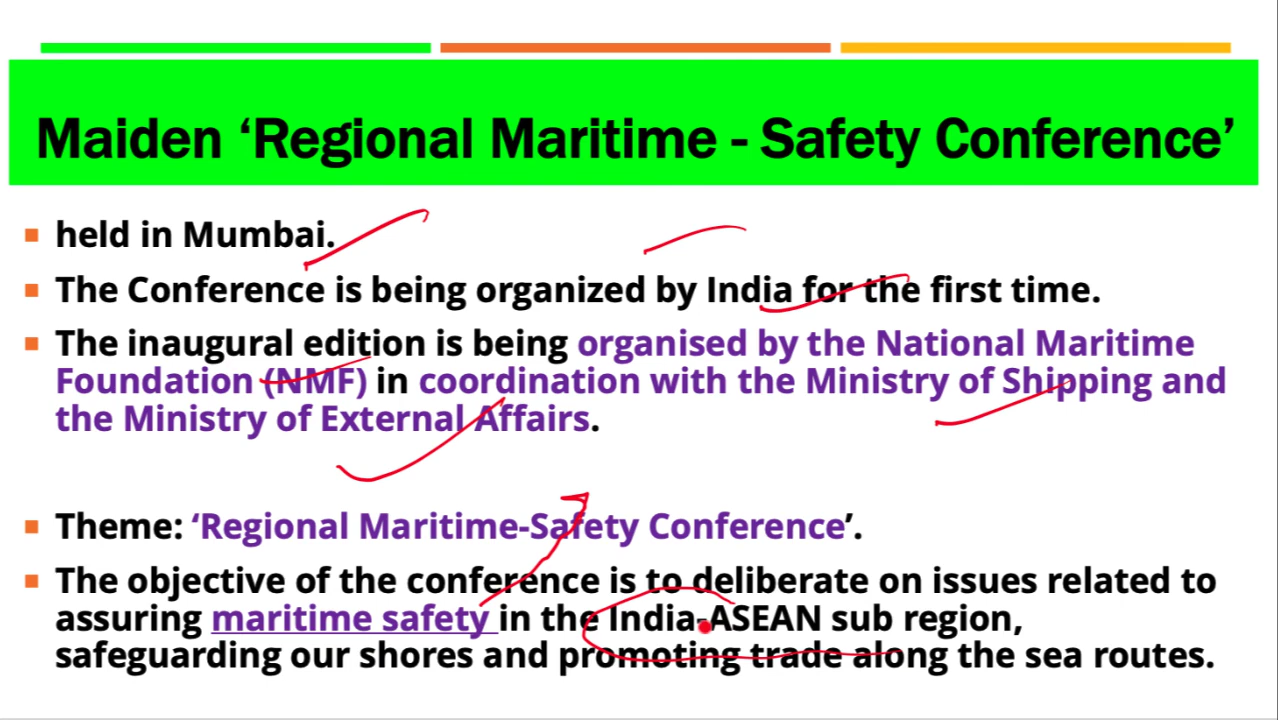 Maiden ‘Regional Maritime - Safety Conference’
held in Mumbai.
The Conference is being organized by India for the first time.
The inaugural edition is being organised by the National Maritime
Foundation (NMF) in coordination with the Ministry of Shipping and
the Ministry of External Affairs.
Theme: ‘Regional Maritime-Safety Conference’.
The objective of the conference is to deliberate on issues related to
assuring maritime safety in the India-ASEAN sub region,
safeguarding our shores and promoting trade along the sea routes.